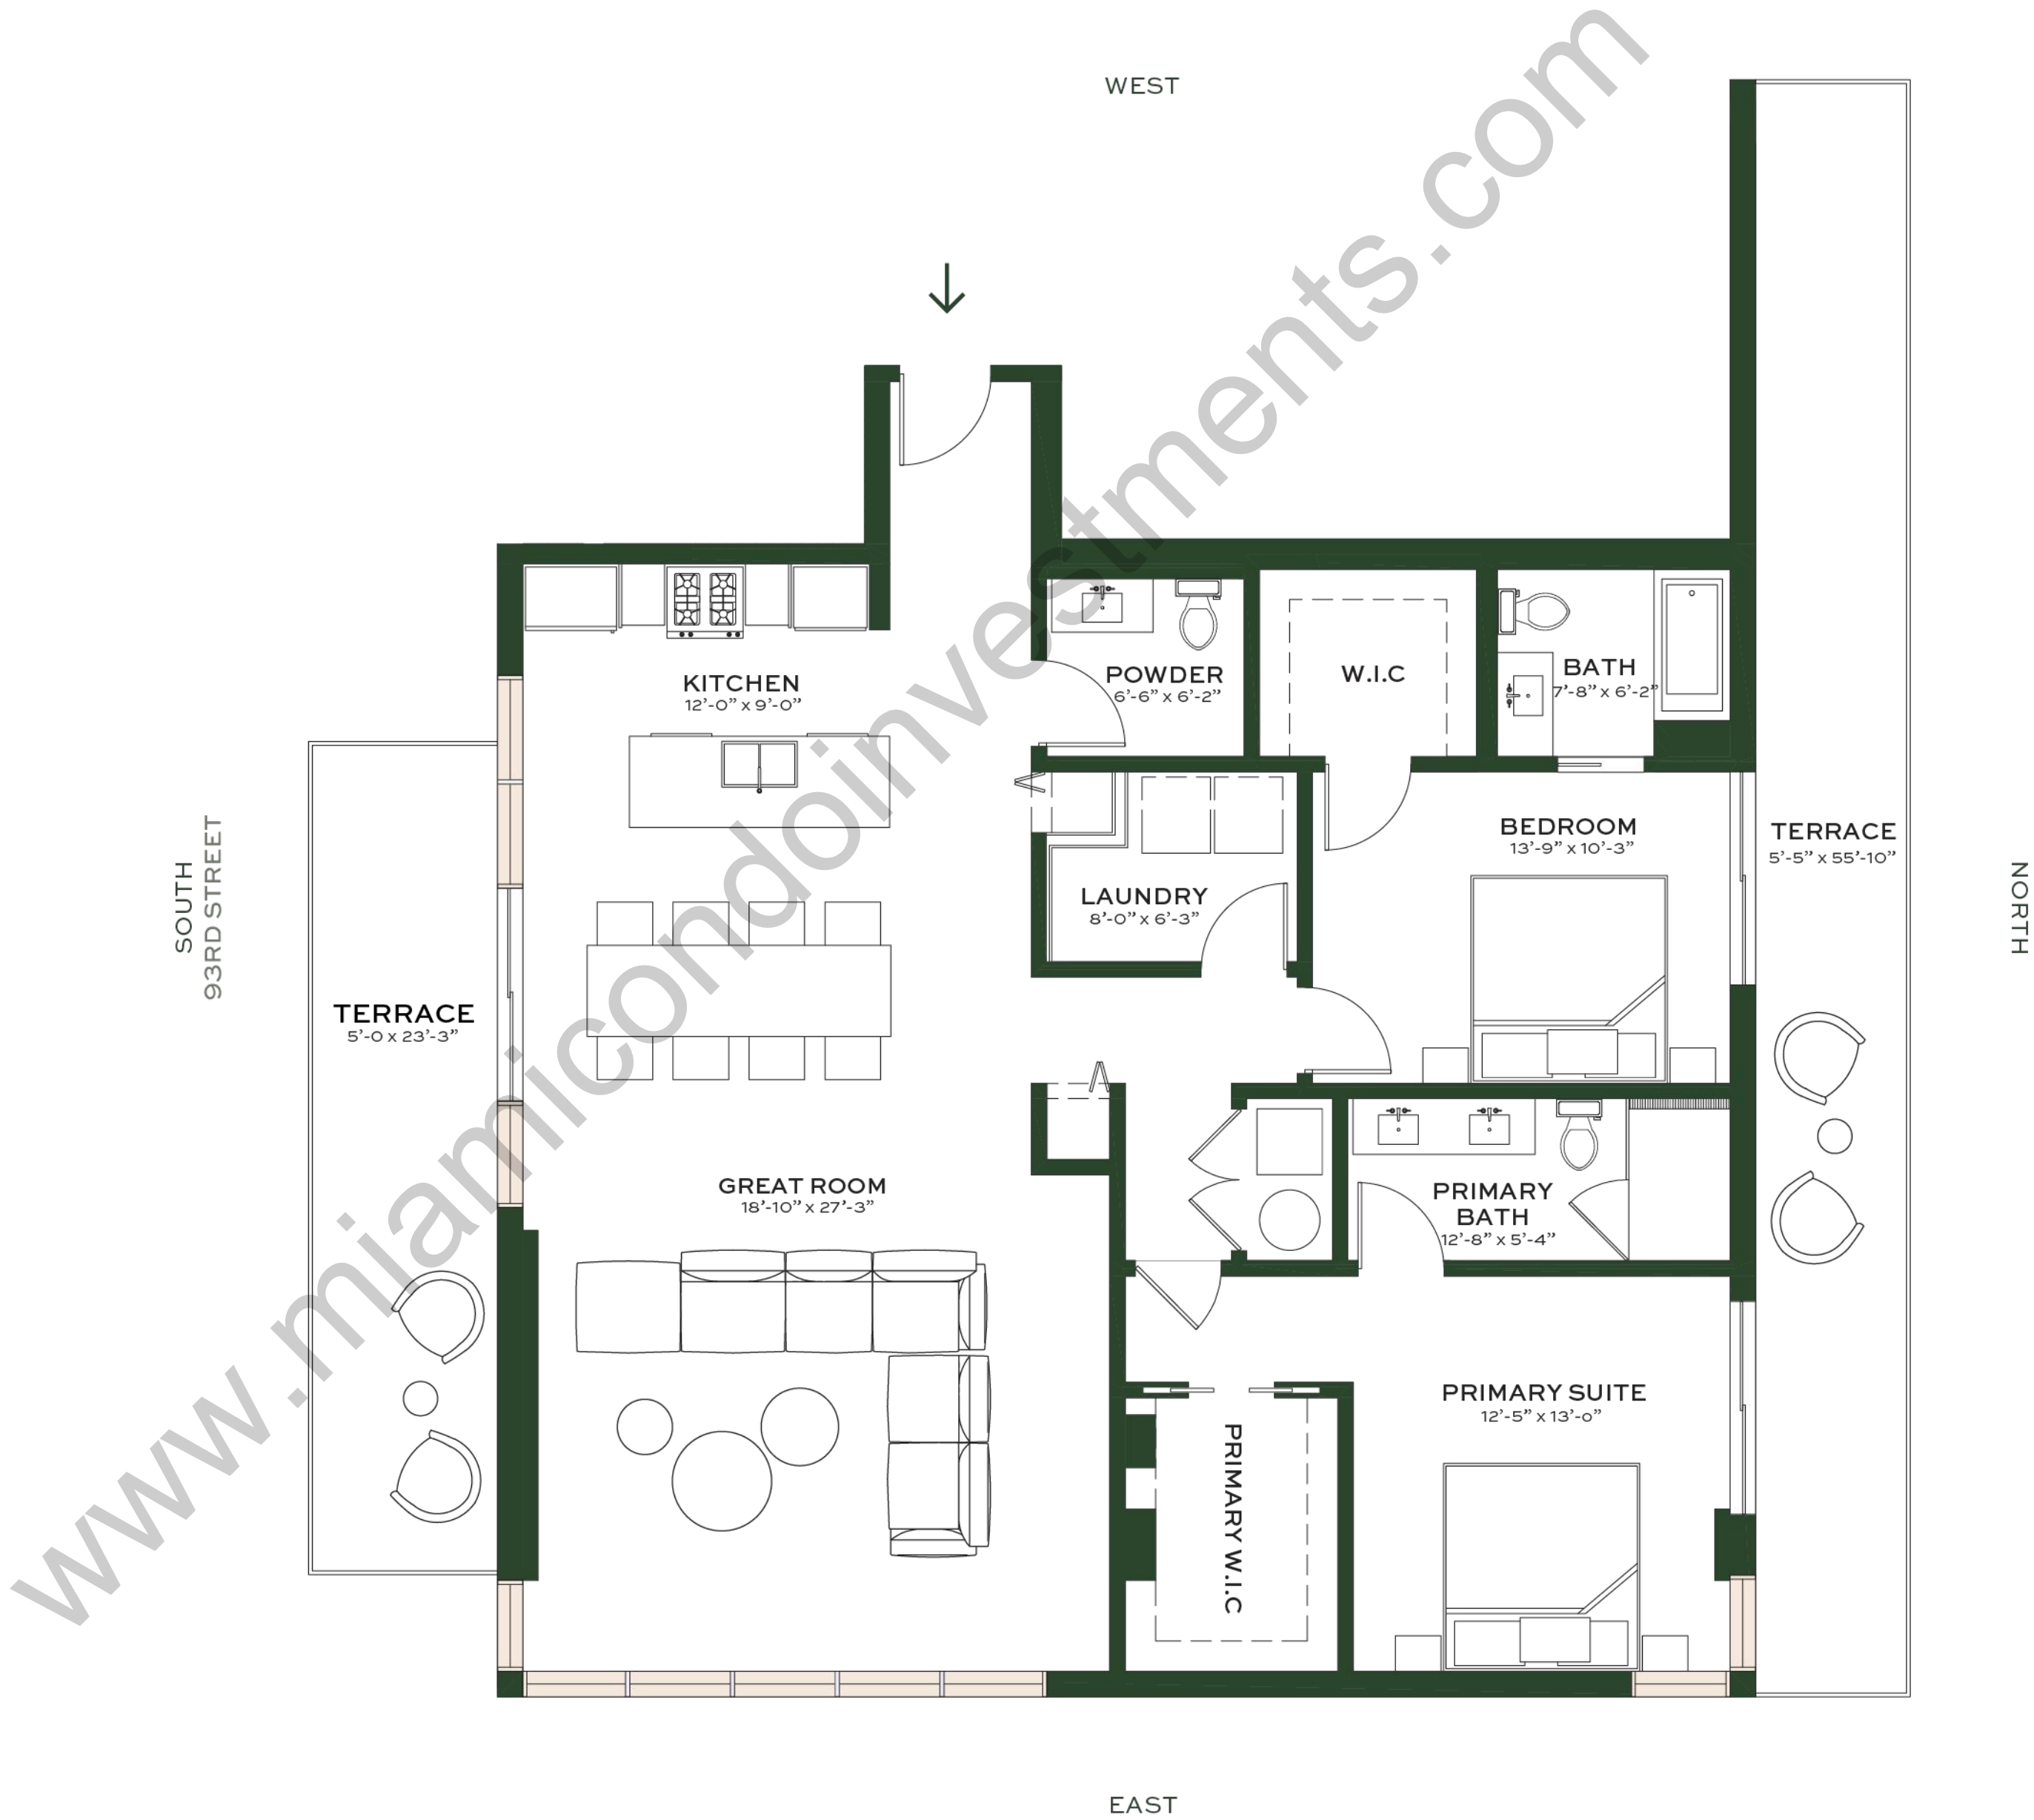 WEST
KITCHEN
12’-0” x 9’-0”
POWDER
6’-6” x 6’-2”
W.I.C
BATH
7’-8” x 6’-2”
LAUNDRY
8’-0” x 6’-3”
BEDROOM
13’-9” x 10’-3”
TERRACE
5’-5” x 55’-10”
SOUTH
93RD STREET
NORTH
TERRACE
5’-0 x 23’-3”
GREAT ROOM
18’-10” x 27’-3”
PRIMARY
BATH
12’-8” x 5’-4”
PRIMARY SUITE
12’-5” x 13’-0”
PRIMARY W.I.C
EAST
www.miamicondoinvestments.com